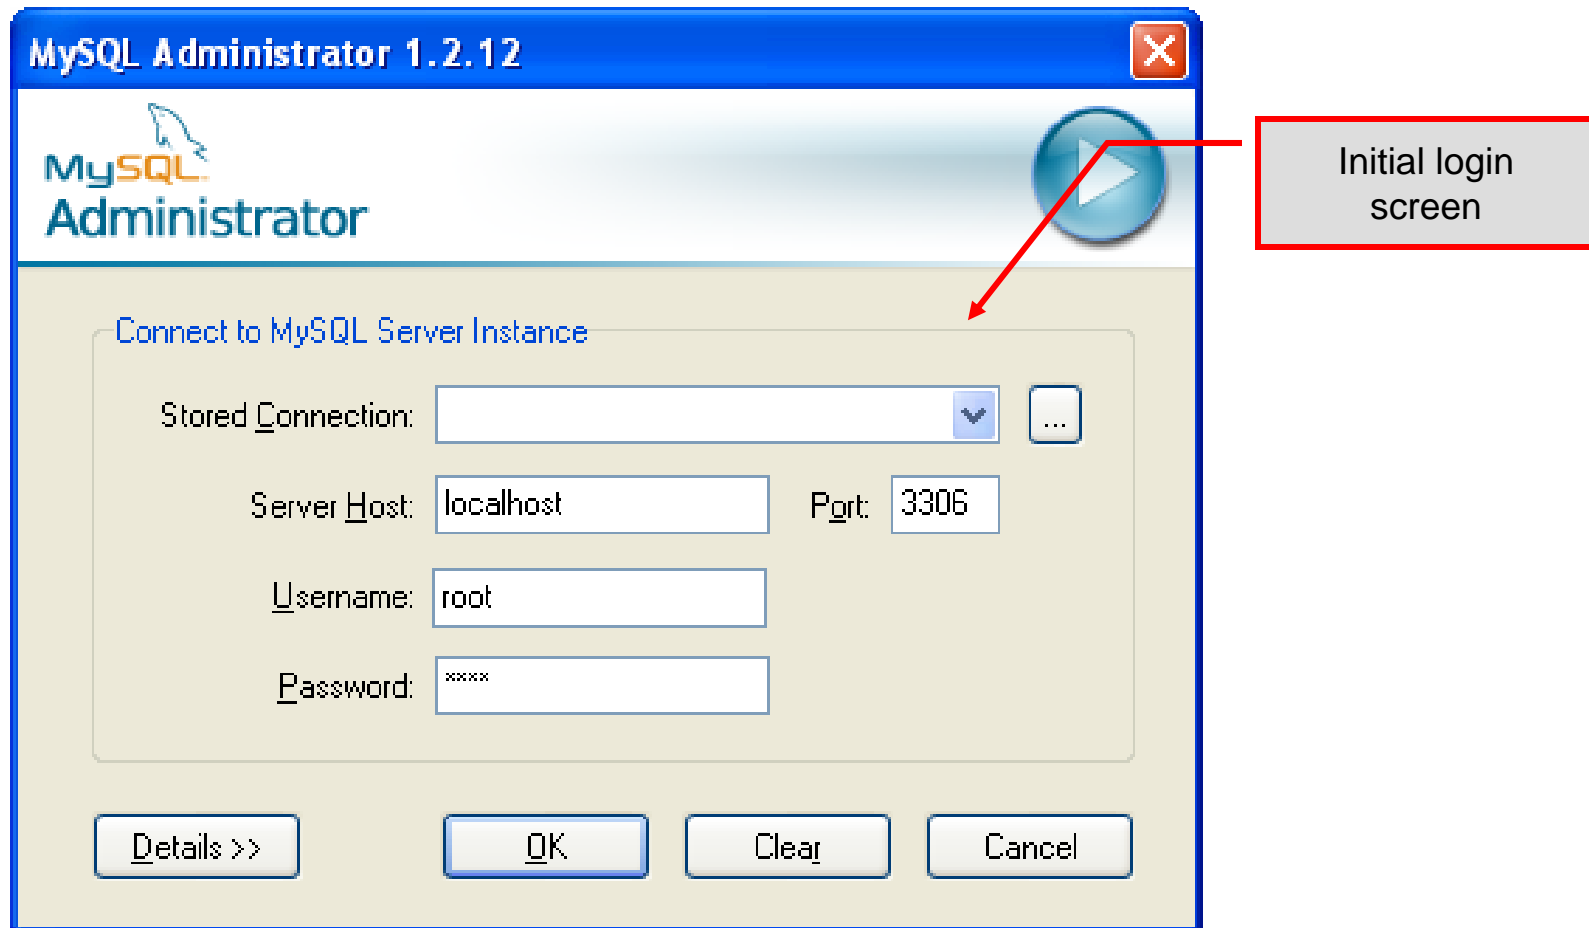 MySQL Administrator 1.2.12
MySQL
Administrator
Initial login
screen
Connect to MySQL Server Instance
Stored Connection:
...
Server Host: localhost Port: 3306
Username: root
Password: xxxx
Details >> OK Clear Cancel